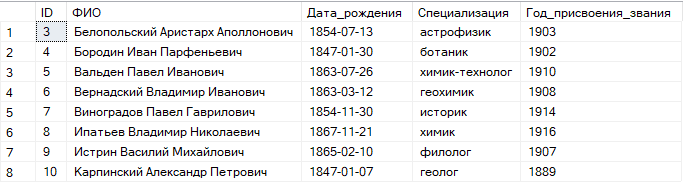 ID ФИО Дата_рождения Специализация Год_присвоения_звания
1 3 Белопольский Аристарх Аполлонович 1854-07-13 астрофизик 1903
2 4 Бородин Иван Парфеньевич 1847-01-30 ботаник 1902
3 5 Вальден Павел Иванович 1863-07-26 химик-технолог 1910
4 6 Вернадский Владимир Иванович 1863-03-12 геохимик 1908
5 7 Виноградов Павел Гаврилович 1854-11-30 историк 1914
6 8 Ипатьев Владимир Николаевич 1867-11-21 химик 1916
7 9 Истрин Василий Михайлович 1865-02-10 филолог 1907
8 10 Карпинский Александр Петрович 1847-01-07 геолог 1889